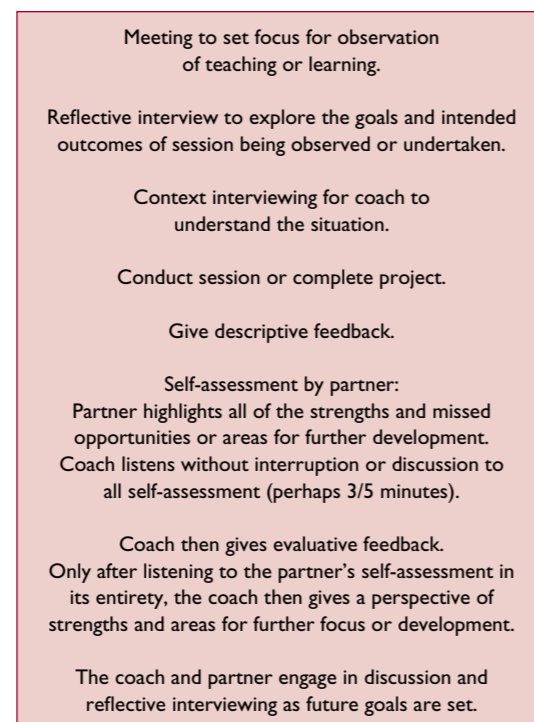 Meeting to set focus for observation
of teaching or learning.
Reflective interview to explore the goals and intended
outcomes of session being observed or undertaken.
Context interviewing for coach to
understand the situation.
Conduct session or complete project.
Give descriptive feedback.
Self-assessment by partner:
Partner highlights all of the strengths and missed
opportunities or areas for further development.
Coach listens without interruption or discussion to
all self-assessment (perhaps 3/5 minutes).
Coach then gives evaluative feedback.
Only after listening to the partner's self-assessment in
its entirety, the coach then gives a perspective of
strengths and areas for further focus or development.
The coach and partner engage in discussion and
reflective interviewing as future goals are set.